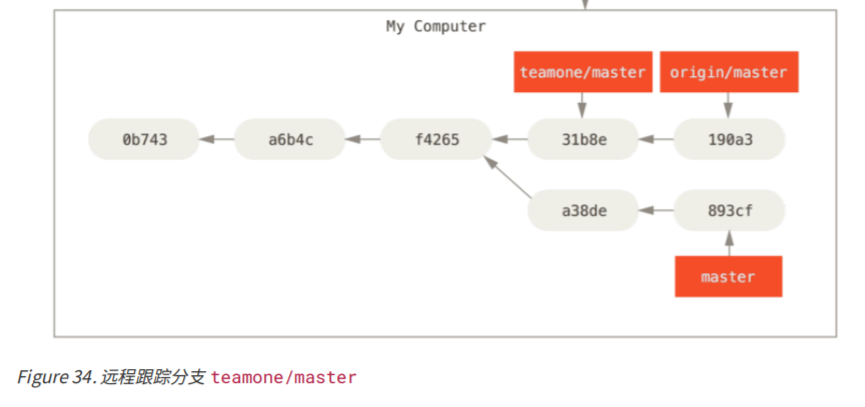 My Computer
teamone/master origin/master
0b743 a6b4c f4265 31b8e 190a3
a38de 893cf
master
Figure 34. 远程跟踪分支 teamone/master